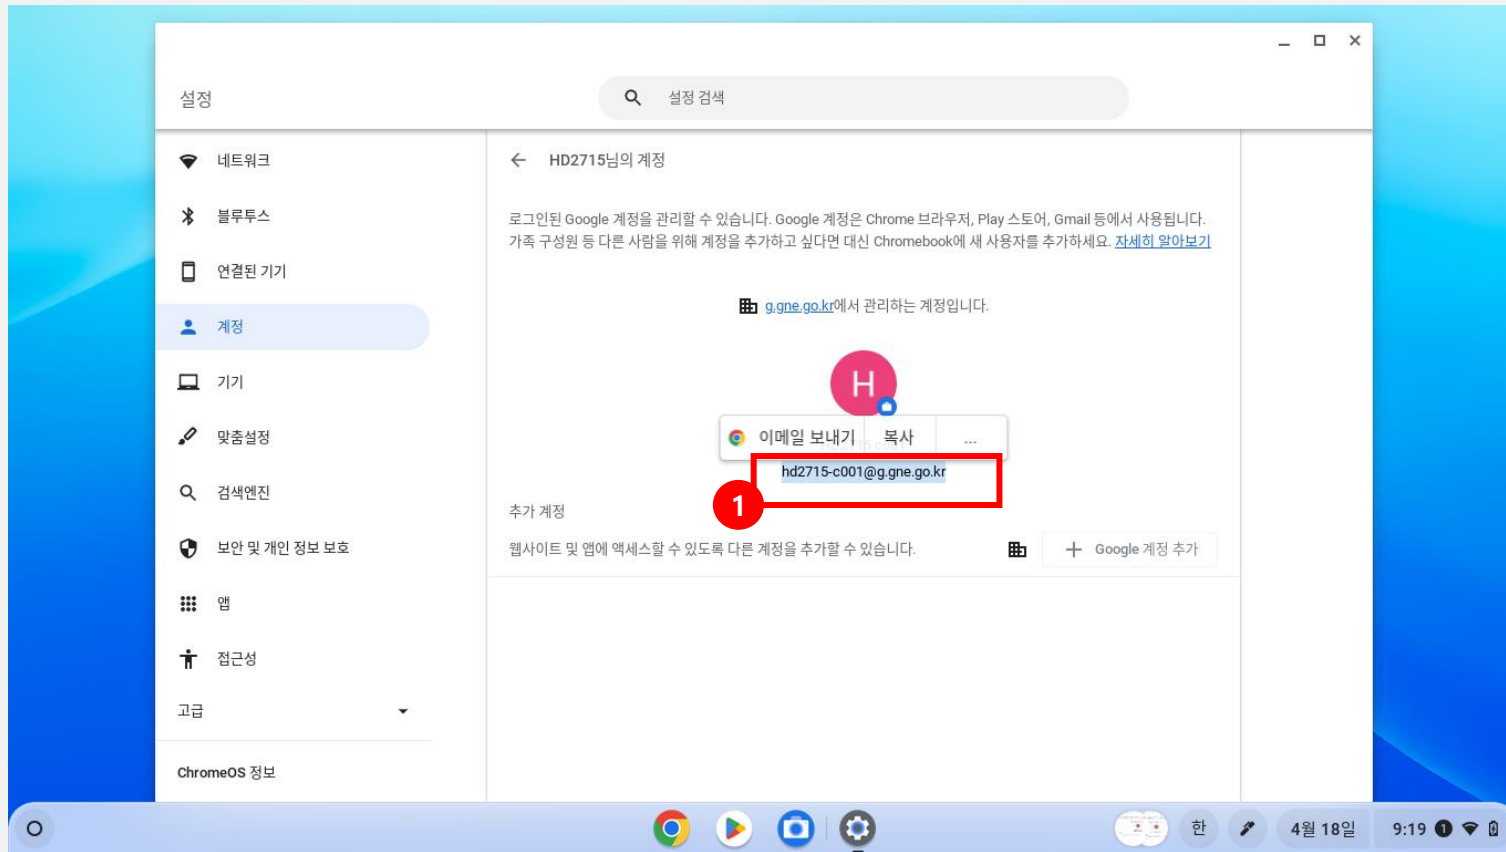 설정
설정 검색
네트워크
블루투스
연결된 기기
계정
기기
맞춤설정
검색엔진
보안 및 개인 정보 보호
앱
접근성
고급
ChromeOS 정보
HD2715님의 계정
로그인된 Google 계정을 관리할 수 있습니다. Google 계정은 Chrome 브라우저, Play 스토어, Gmail 등에서 사용됩니다.
가족 구성원 등 다른 사람을 위해 계정을 추가하고 싶다면 대신 Chromebook에 새 사용자를 추가하세요. 자세히 알아보기
g.gne.go.kr에서 관리하는 계정입니다.
H
이메일 보내기 복사 ...
hd2715-c001@g.gne.go.kr
1
추가 계정
웹사이트 및 앱에 액세스할 수 있도록 다른 계정을 추가할 수 있습니다.
Google 계정 추가
한
4월 18일
9:19
1